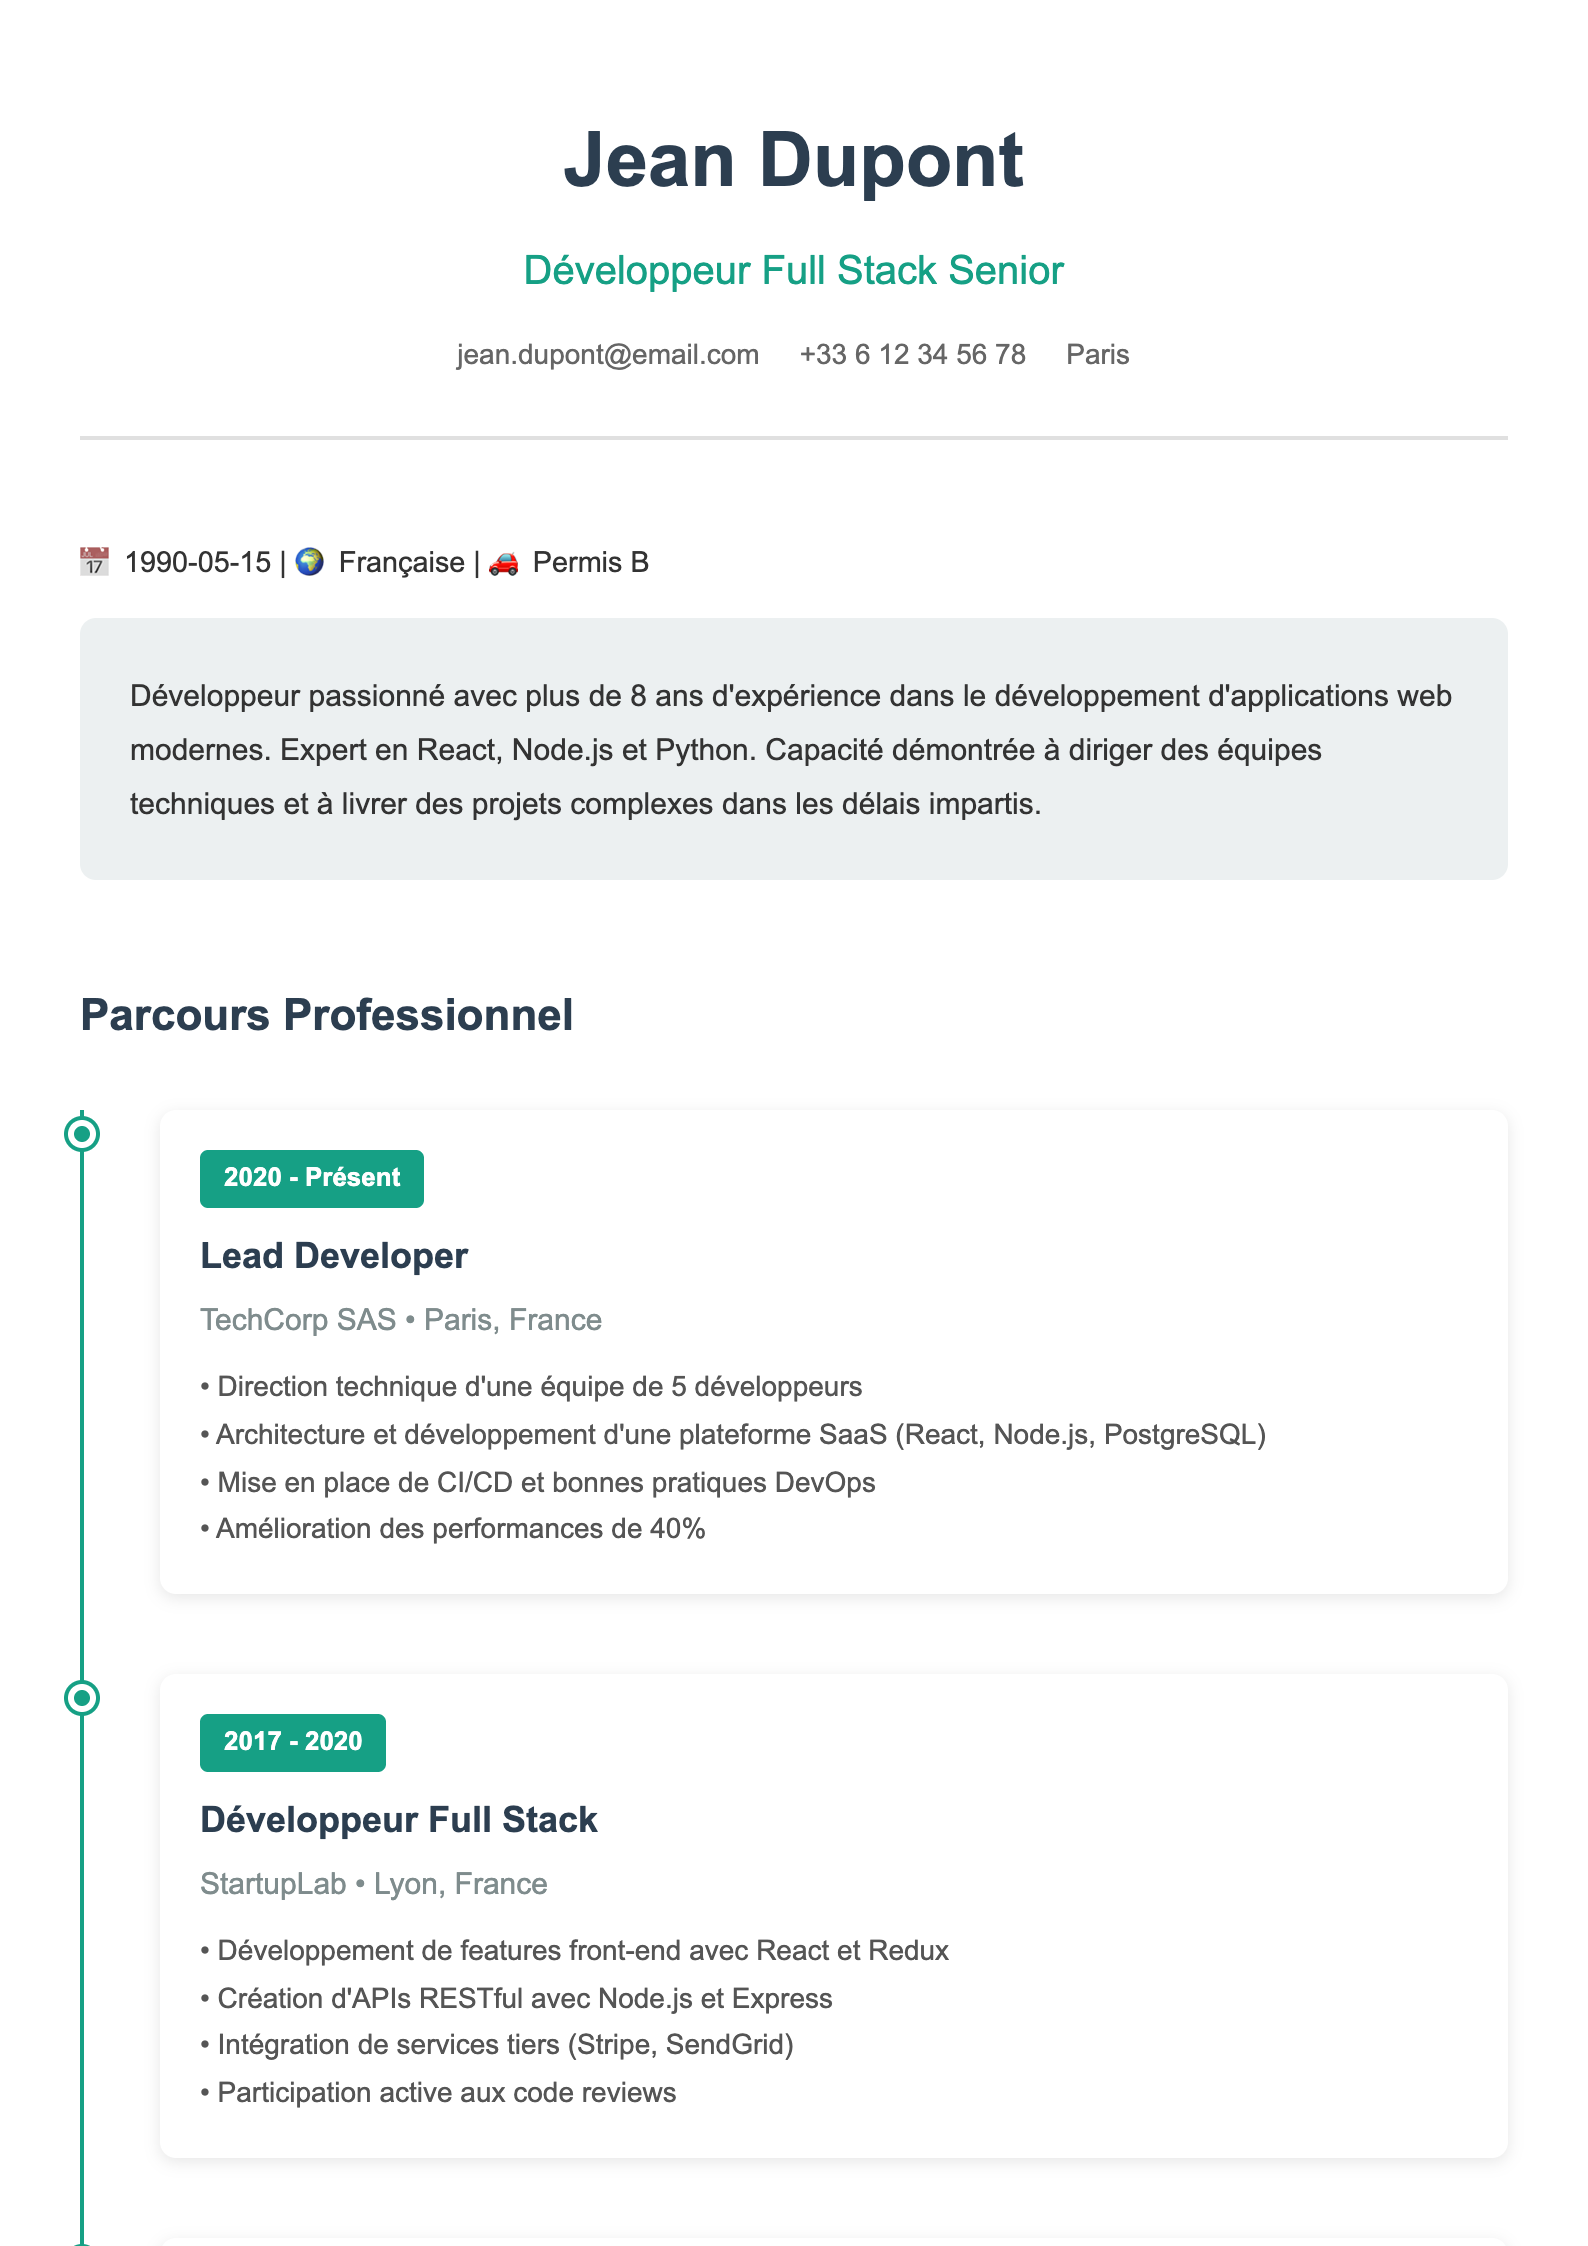 Jean Dupont
Développeur Full Stack Senior
jean.dupont@email.com +33 6 12 34 56 78 Paris
📅 1990-05-15 | 🌍 Française | 🚗 Permis B
Développeur passionné avec plus de 8 ans d'expérience dans le développement d'applications web
modernes. Expert en React, Node.js et Python. Capacité démontrée à diriger des équipes
techniques et à livrer des projets complexes dans les délais impartis.
Parcours Professionnel
2020 - Présent
Lead Developer
TechCorp SAS • Paris, France
• Direction technique d'une équipe de 5 développeurs
• Architecture et développement d'une plateforme SaaS (React, Node.js, PostgreSQL)
• Mise en place de CI/CD et bonnes pratiques DevOps
• Amélioration des performances de 40%
2017 - 2020
Développeur Full Stack
StartupLab • Lyon, France
• Développement de features front-end avec React et Redux
• Création d'APIs RESTful avec Node.js et Express
• Intégration de services tiers (Stripe, SendGrid)
• Participation active aux code reviews